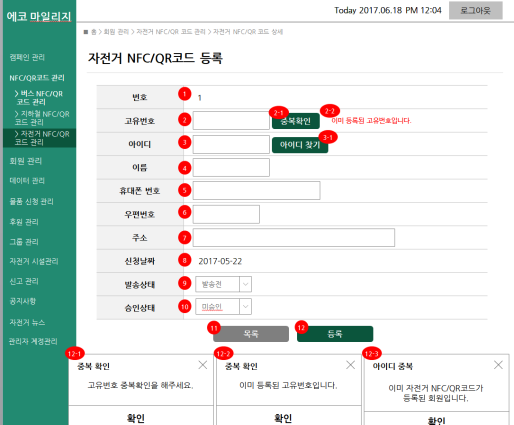 에코 마일리지
Today 2017.06.18 PM 12:04
로그아웃
■ 홈 > 회원 관리 > 자전거 NFC/QR 코드 관리 > 자전거 NFC/QR 코드 상세
캠페인 관리
NFC/QR코드 관리
> 버스 NFC/QR
코드 관리
> 지하철 NFC/QR
코드 관리
> 자전거 NFC/QR
코드 관리
회원 관리
데이터 관리
물품 신청 관리
후원 관리
그룹 관리
자전거 시설관리
신고 관리
공지사항
자전거 뉴스
관리자 계정관리
자전거 NFC/QR코드 등록
번호 1 1
고유번호 2 2-1 중복확인 2-2 이미 등록된 고유번호입니다.
아이디 3 3-1 아이디 찾기
이름 4
휴대폰 번호 5
우편번호 6
주소 7
신청날짜 8 2017-05-22
발송상태 9 발송전
승인상태 10 미승인
11 목록 12 등록
12-1
중복 확인
고유번호 중복확인을 해주세요.
확인
12-2
중복 확인
이미 등록된 고유번호입니다.
확인
12-3
아이디 중복
이미 자전거 NFC/QR코드가
등록된 회원입니다.
확인